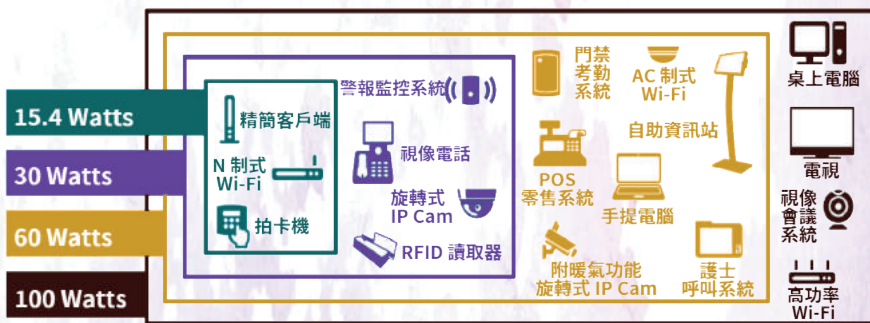 15.4 Watts
30 Watts
60 Watts
100 Watts
精簡客戶端
N 制式
Wi-Fi
拍卡機
警報監控系統
視像電話
旋轉式
IP Cam
RFID 讀取器
門禁
考勤
系統
AC 制式
Wi-Fi
自助資訊站
POS
零售系統
手提電腦
附暖氣功能
旋轉式 IP Cam
護士
呼叫系統
桌上電腦
電視
視像
會議
系統
高功率
Wi-Fi